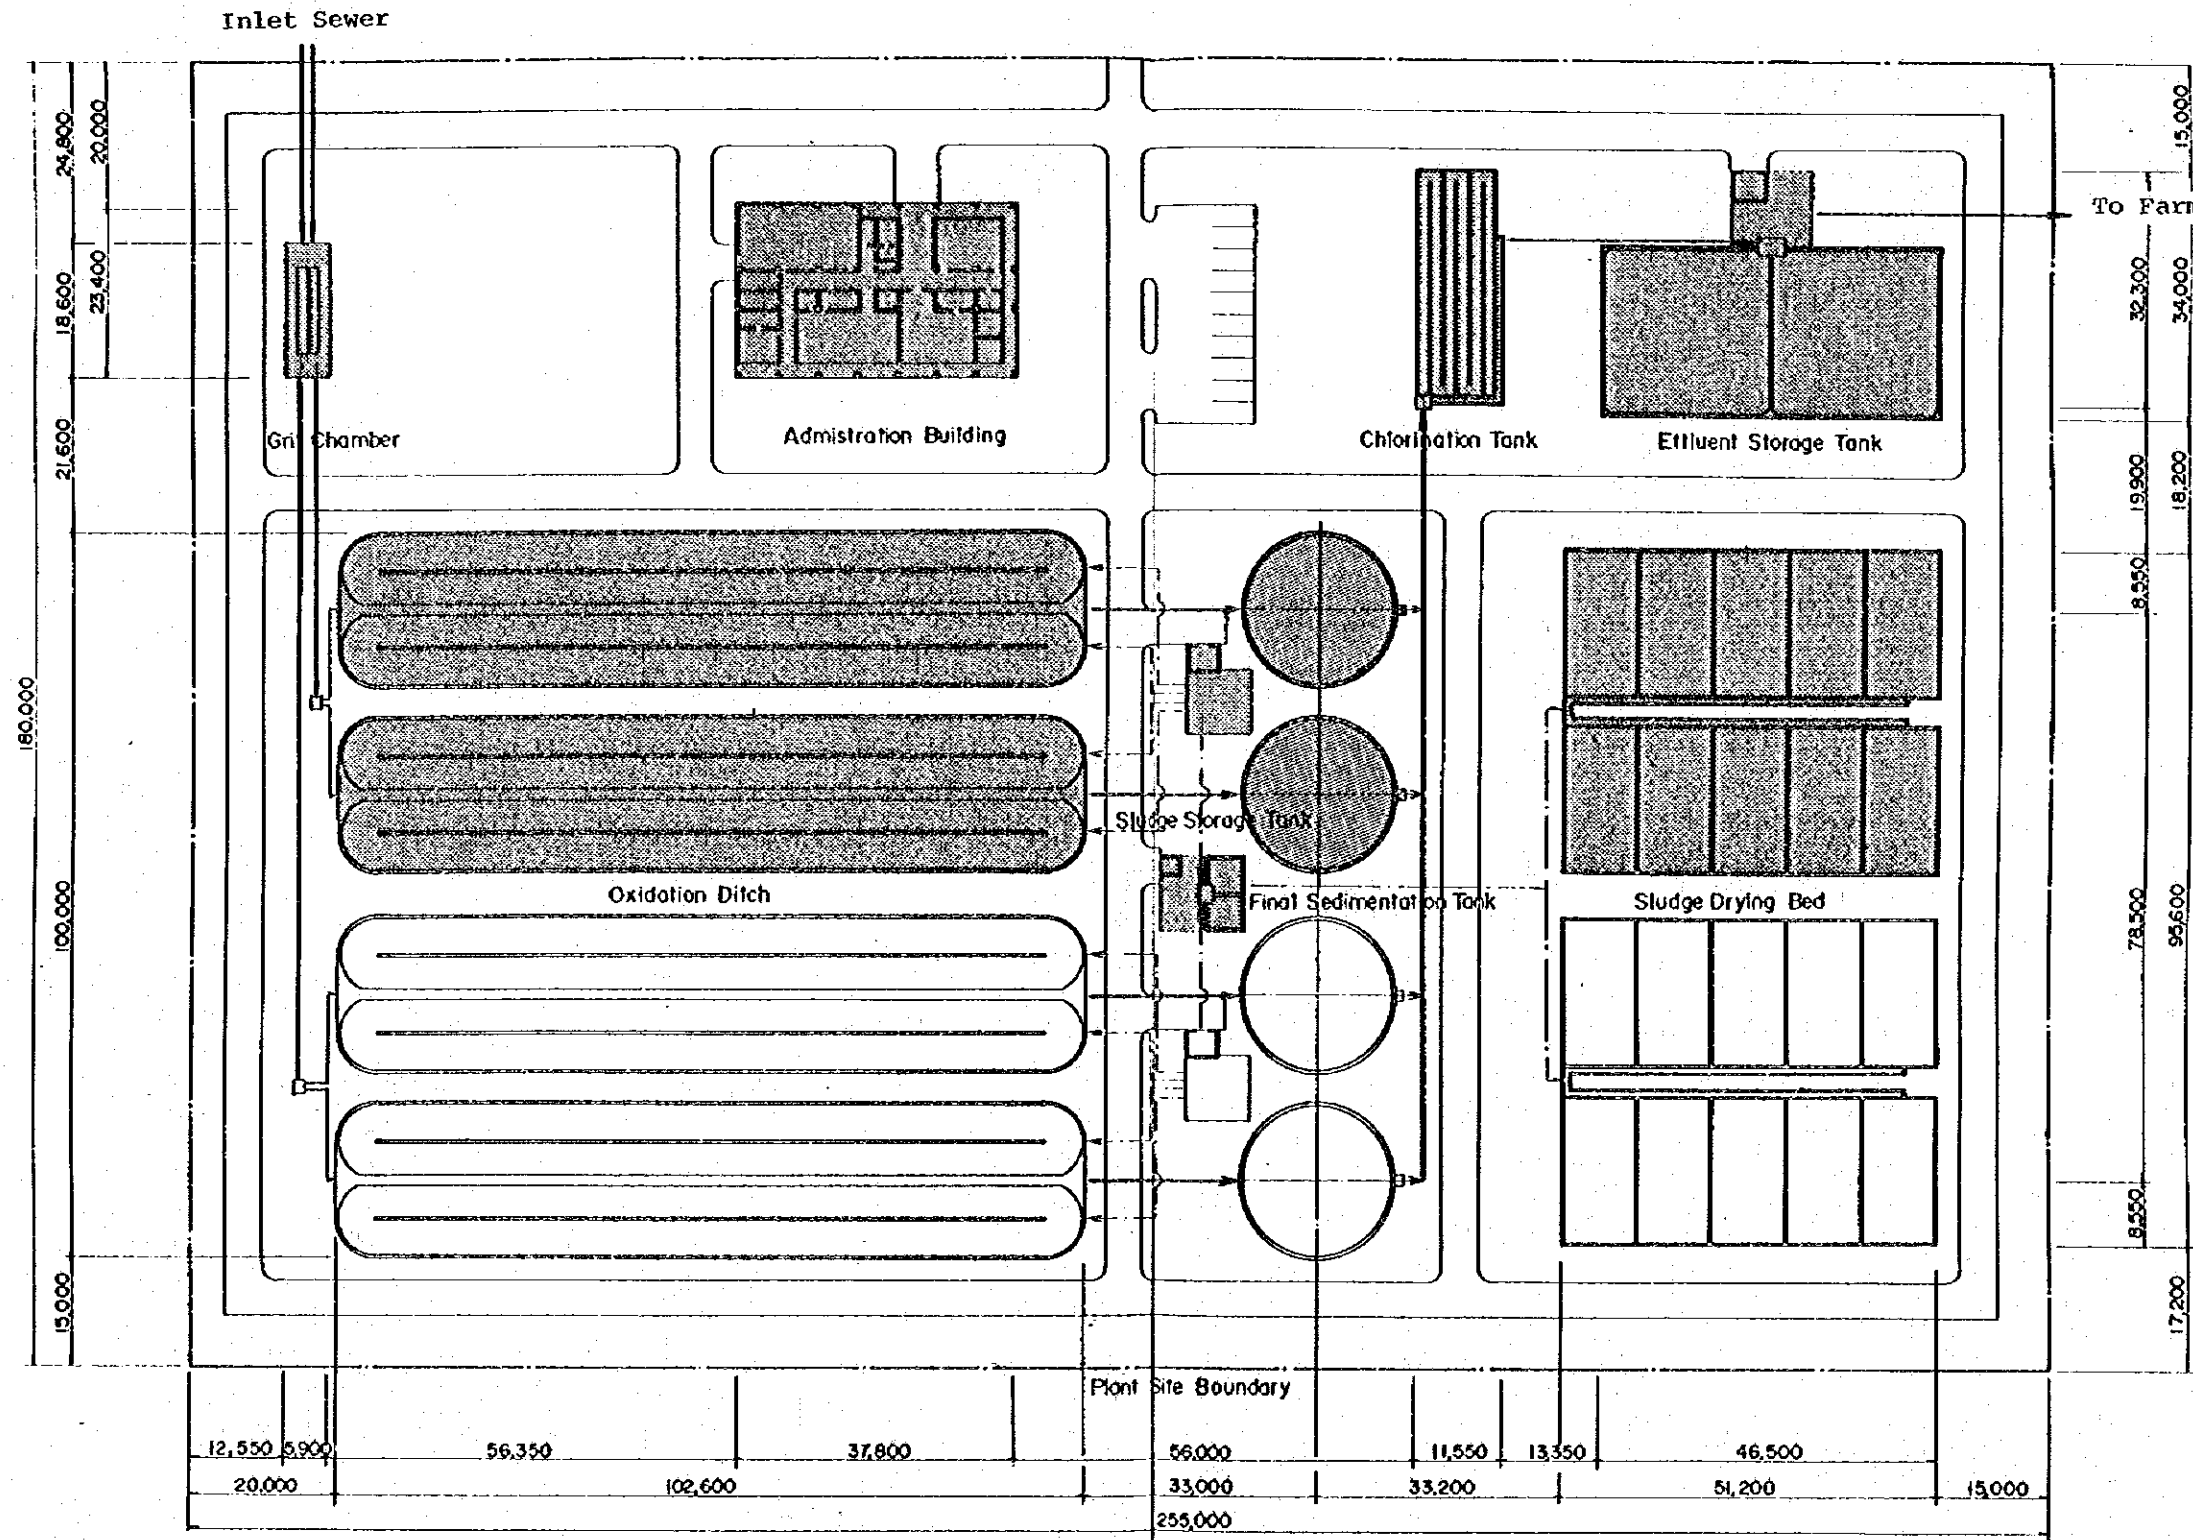 Inlet Sewer
24,800
20,000
15,000
To Farm
18,600
23,400
32,300
34,000
21,600
Grit Chamber
Admistration Building
Chlorination Tank
Effluent Storage Tank
19,900
18,200
8,550
180,000
Sludge Storage Tank
Oxidation Ditch
Final Sedimentation Tank
Sludge Drying Bed
100,000
78,500
95,600
8,550
15,000
17,200
Plant Site Boundary
12,550 5,900 56,350 37,800 56,000 11,550 13,350 46,500
20,000 102,600 33,000 33,200 51,200 15,000
255,000